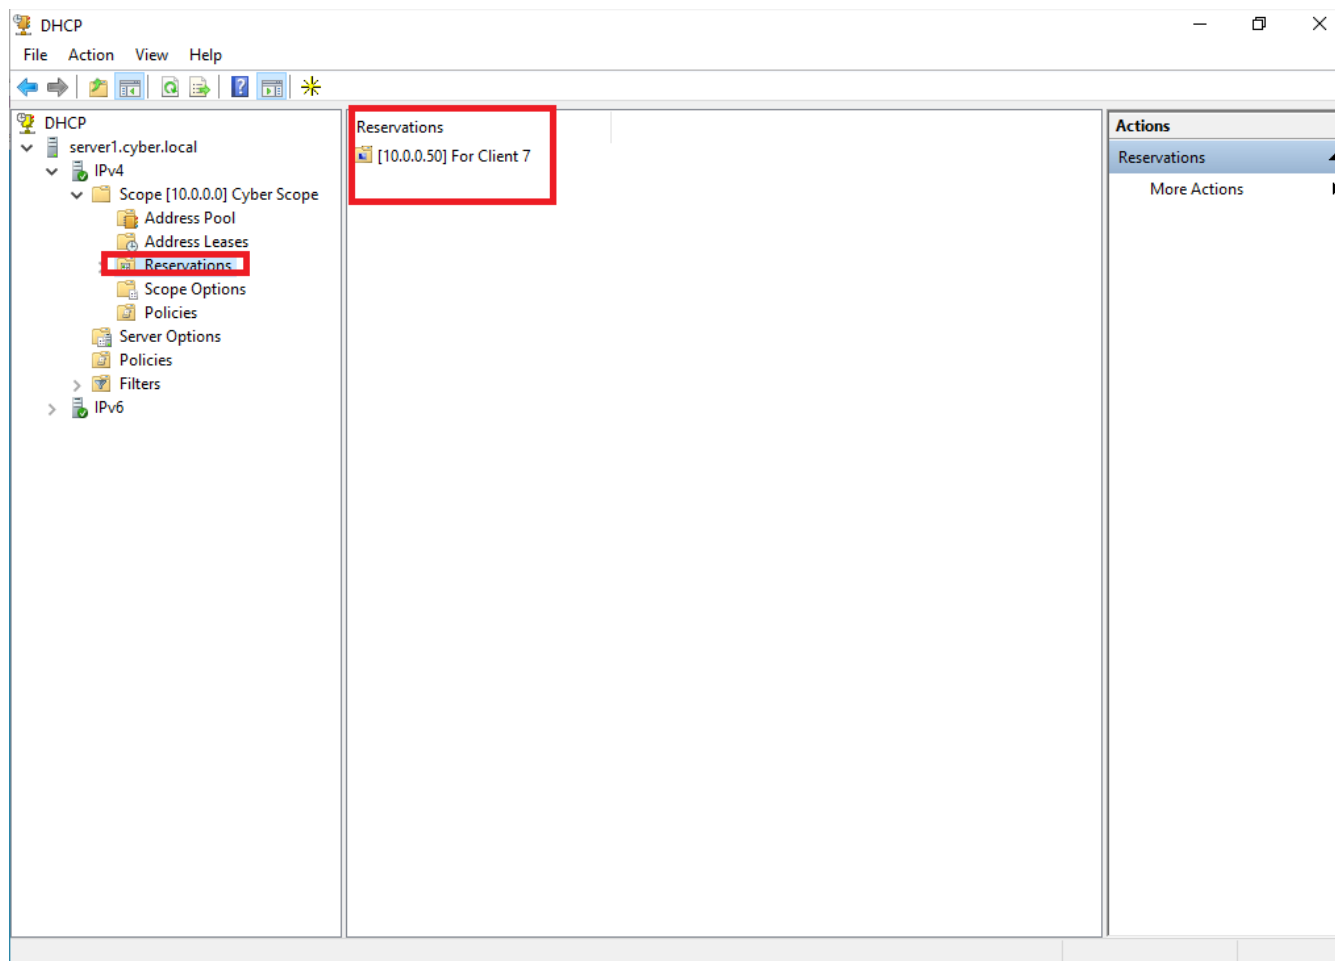 DHCP
File Action View Help
DHCP
server1.cyber.local
IPv4
Scope [10.0.0.0] Cyber Scope
Address Pool
Address Leases
Reservations
Scope Options
Policies
Server Options
Policies
Filters
IPv6
Reservations
[10.0.0.50] For Client 7
Actions
Reservations
More Actions